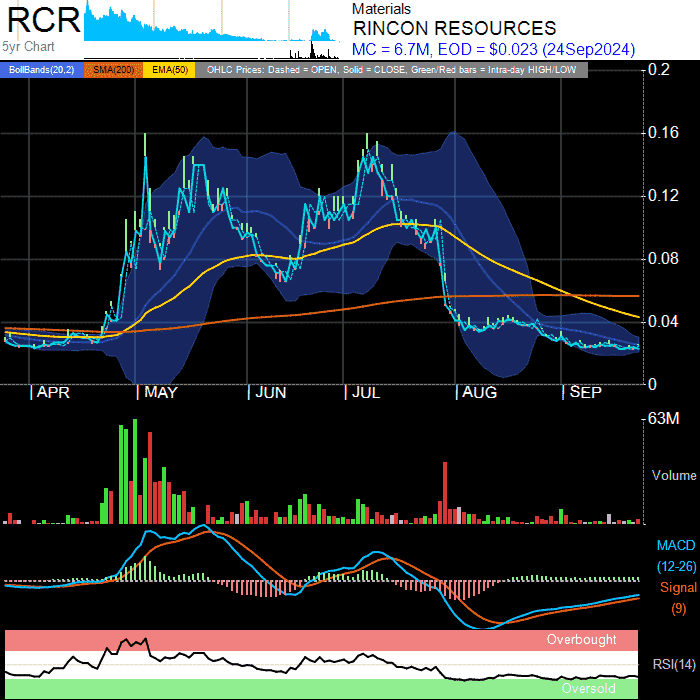 RCR
5yr Chart
Materials
RINCON RESOURCES
MC = 6.7M, EOD = $0.023 (24Sep2024)
BollBands(20,2) SMA(200) EMA(50) OHLC Prices: Dashed = OPEN, Solid = CLOSE, Green/Red bars = Intra-day HIGH/LOW
0.2
0.16
0.12
0.08
0.04
0
APR MAY JUN JUL AUG SEP
63M
Volume
MACD
(12-26)
Signal
(9)
Overbought
RSI(14)
Oversold